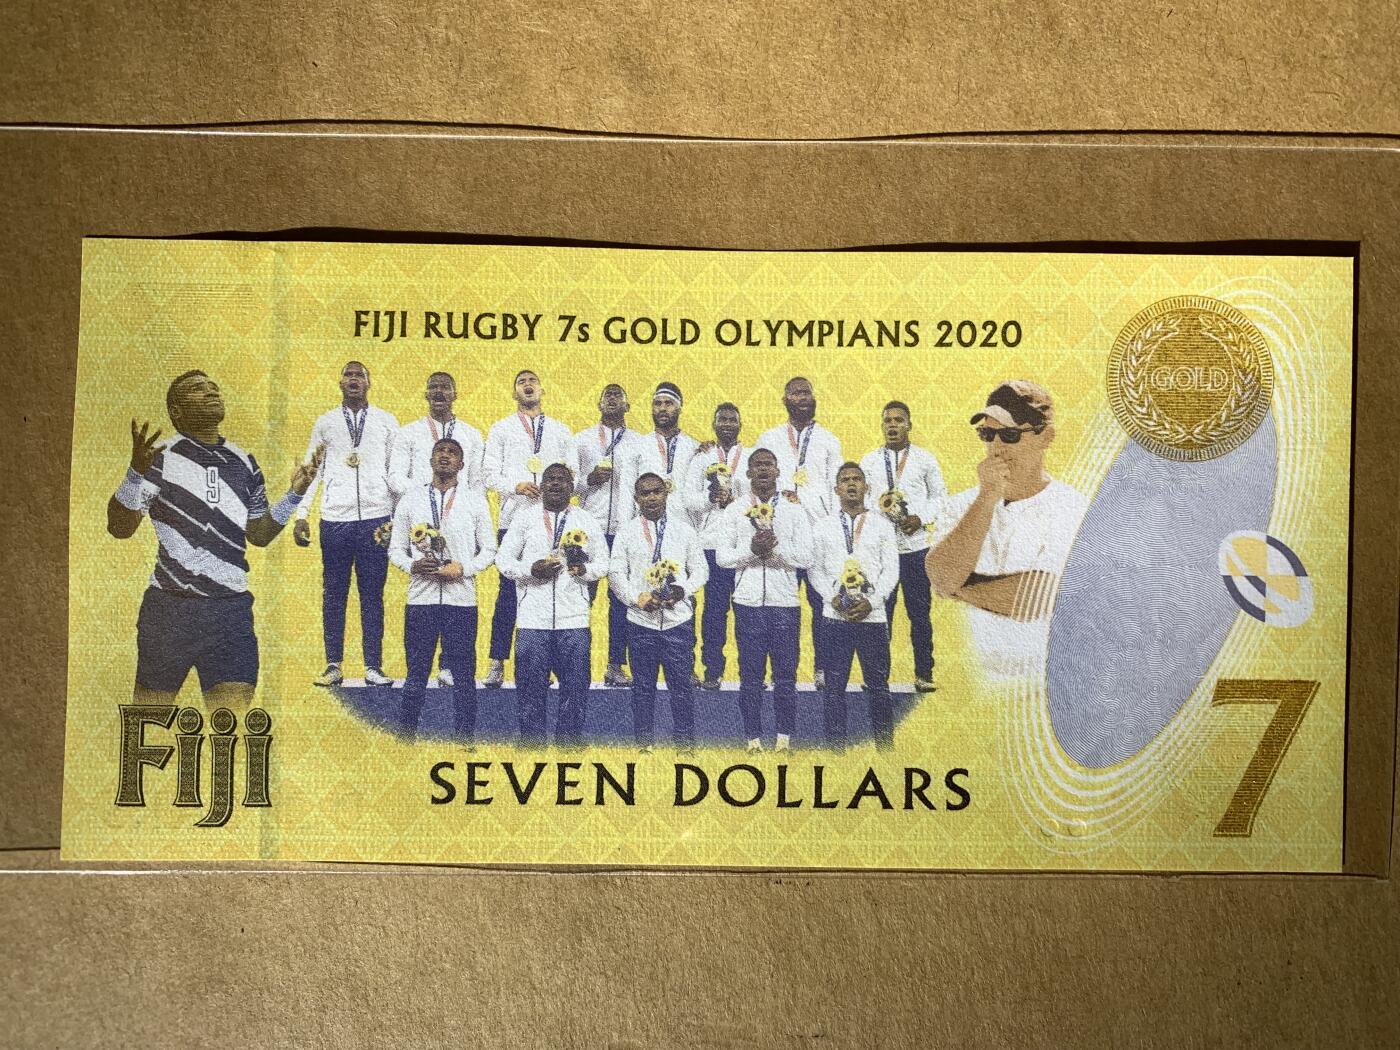 FIJI RUGBY 7s GOLD OLYMPIANS 2020
GOLD
9
Fiji
SEVEN DOLLARS
7